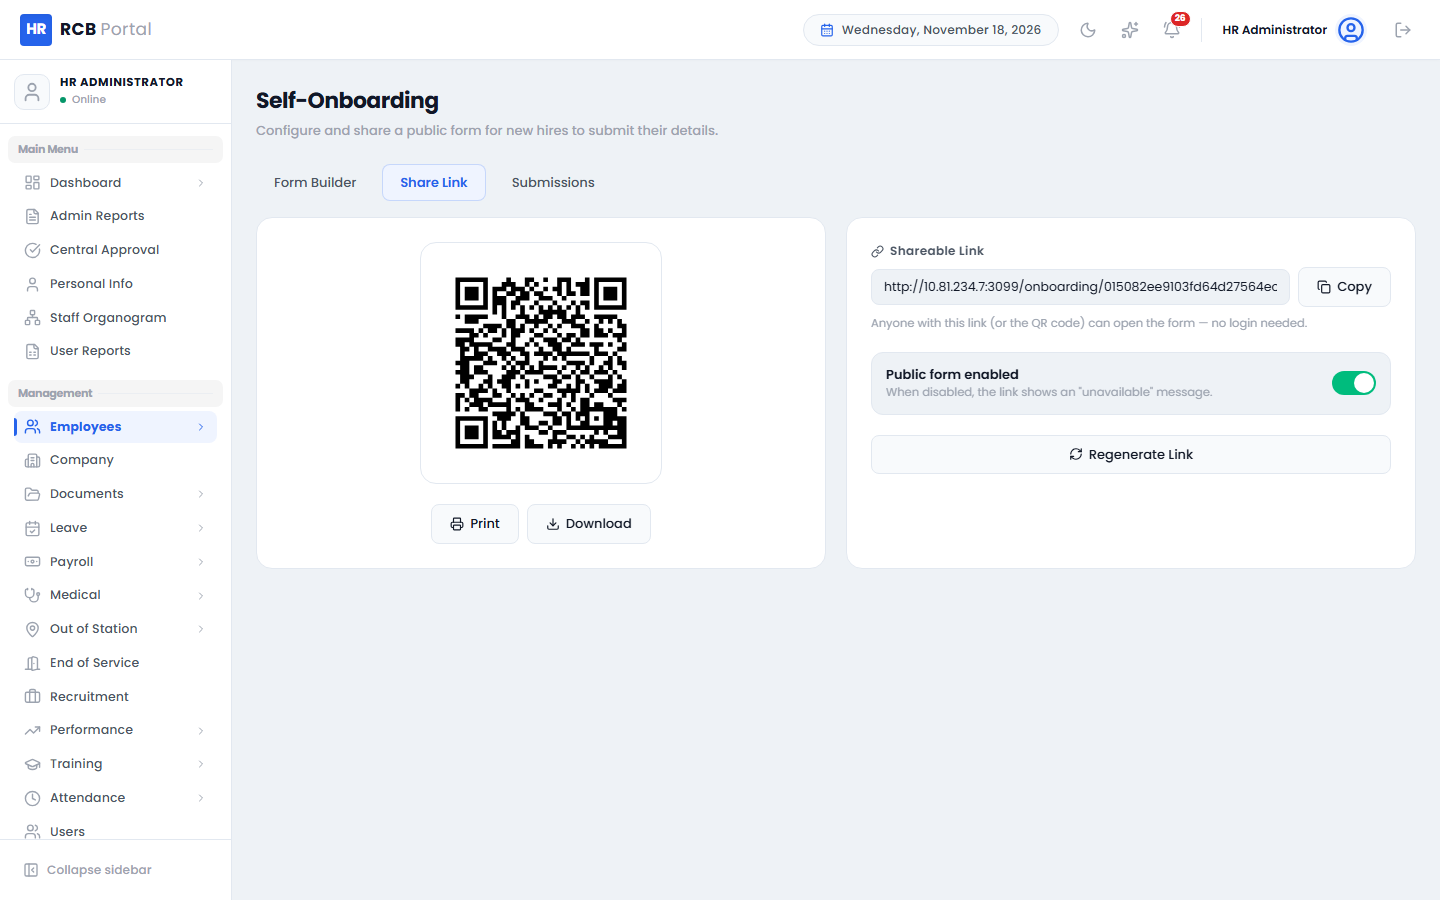 HR RCB Portal
Wednesday, November 18, 2026
26
HR Administrator
HR ADMINISTRATOR
Online
Main Menu
Dashboard
Admin Reports
Central Approval
Personal Info
Staff Organogram
User Reports
Management
Employees
Company
Documents
Leave
Payroll
Medical
Out of Station
End of Service
Recruitment
Performance
Training
Attendance
Users
Collapse sidebar
Self-Onboarding
Configure and share a public form for new hires to submit their details.
Form Builder
Share Link
Submissions
Print
Download
Shareable Link
http://10.81.234.7:3099/onboarding/015082ee9103fd64d27564ec
Copy
Anyone with this link (or the QR code) can open the form — no login needed.
Public form enabled
When disabled, the link shows an "unavailable" message.
Regenerate Link